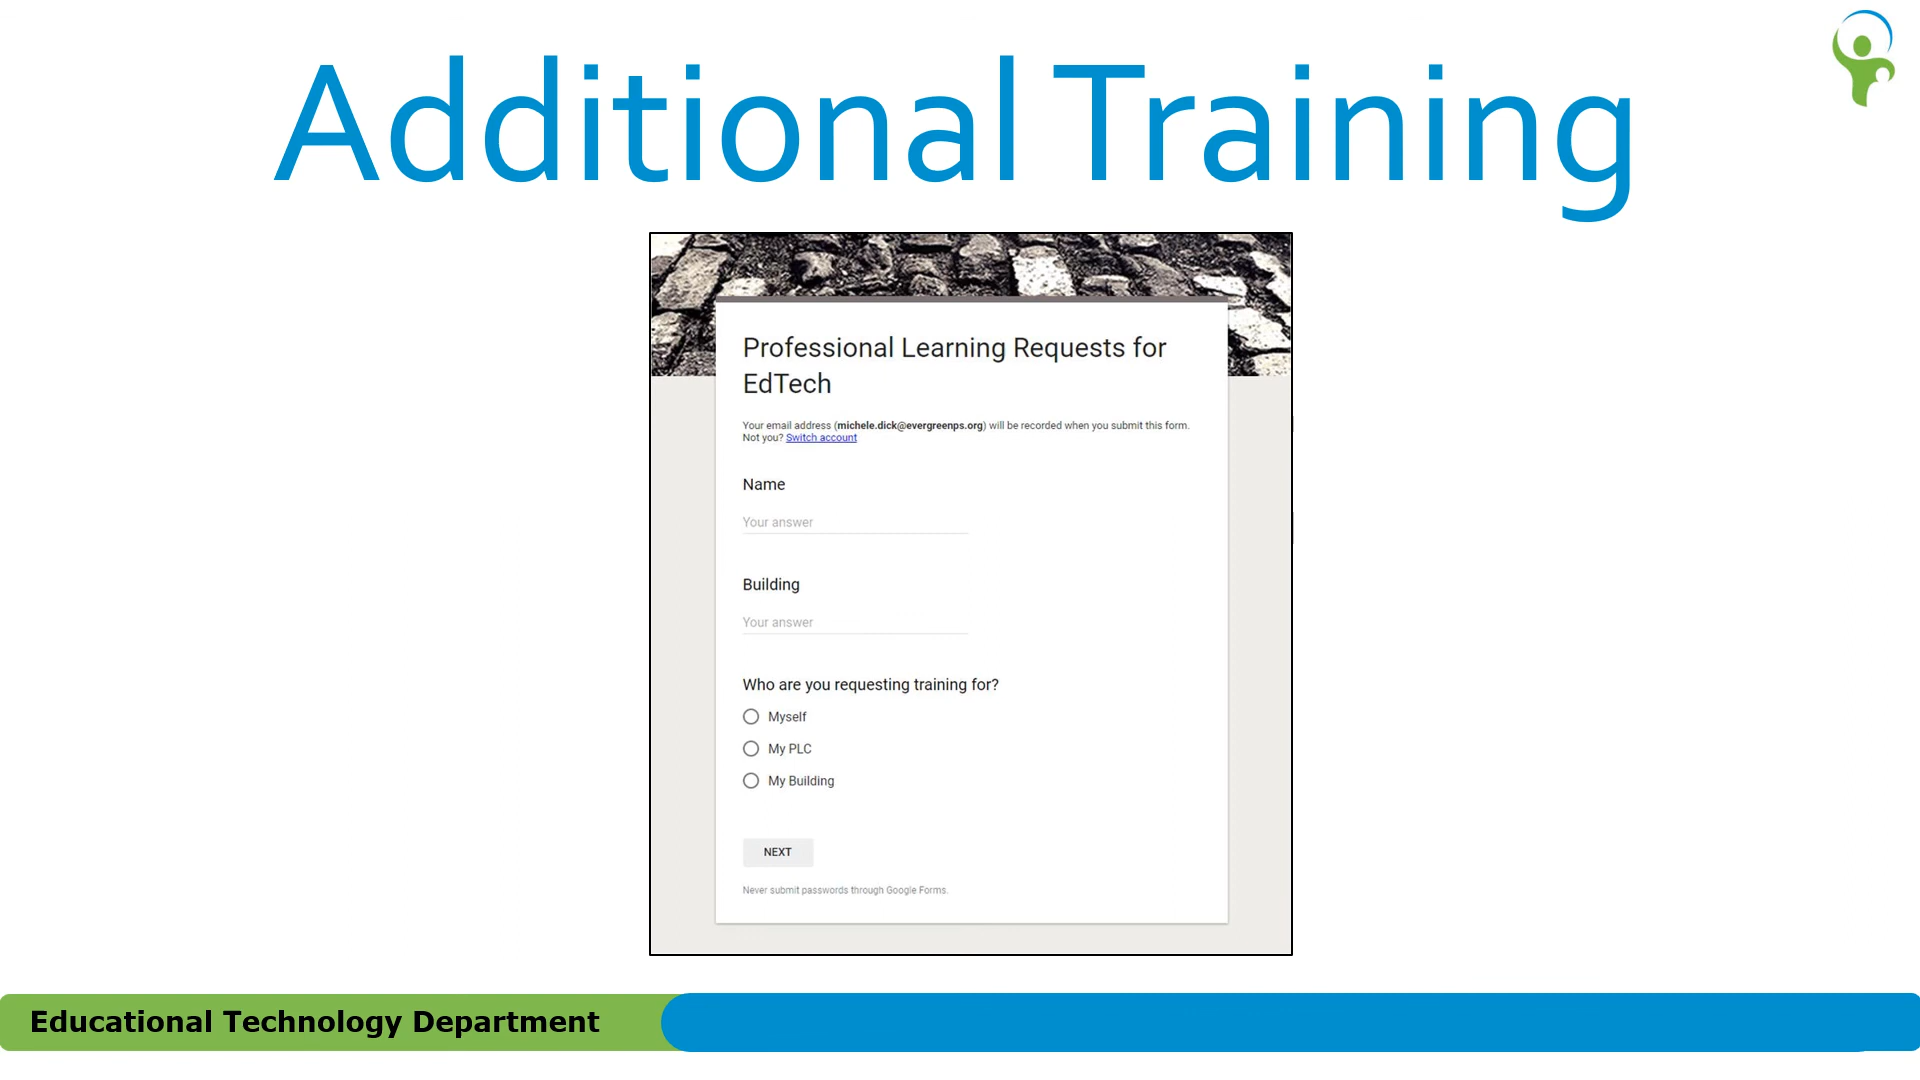 Additional Training
Professional Learning Requests for
EdTech
Your email address (michele.dick@evergreenps.org) will be recorded when you submit this form.
Not you? Switch account
Name
Your answer
Building
Your answer
Who are you requesting training for?
Myself
My PLC
My Building
NEXT
Never submit passwords through Google Forms.
Educational Technology Department